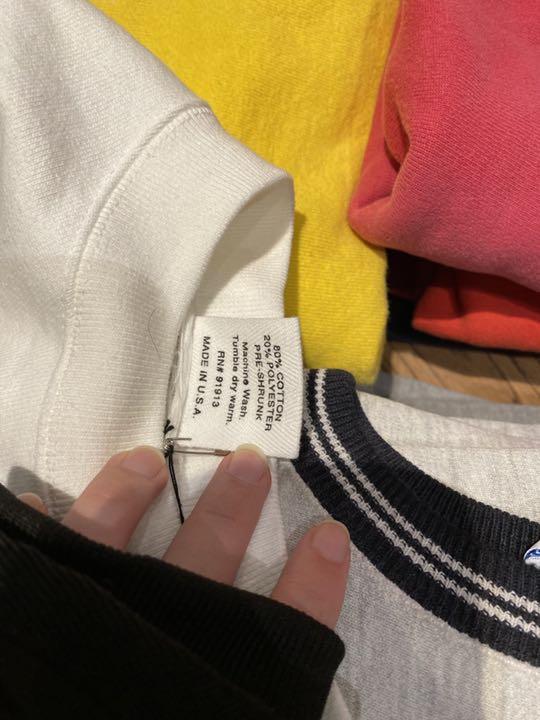 80% COTTON
20% POLYESTER
PRE-SHRUNK
Machine Wash.
Tumble dry warm.
RN# 91913
MADE IN U.S.A.